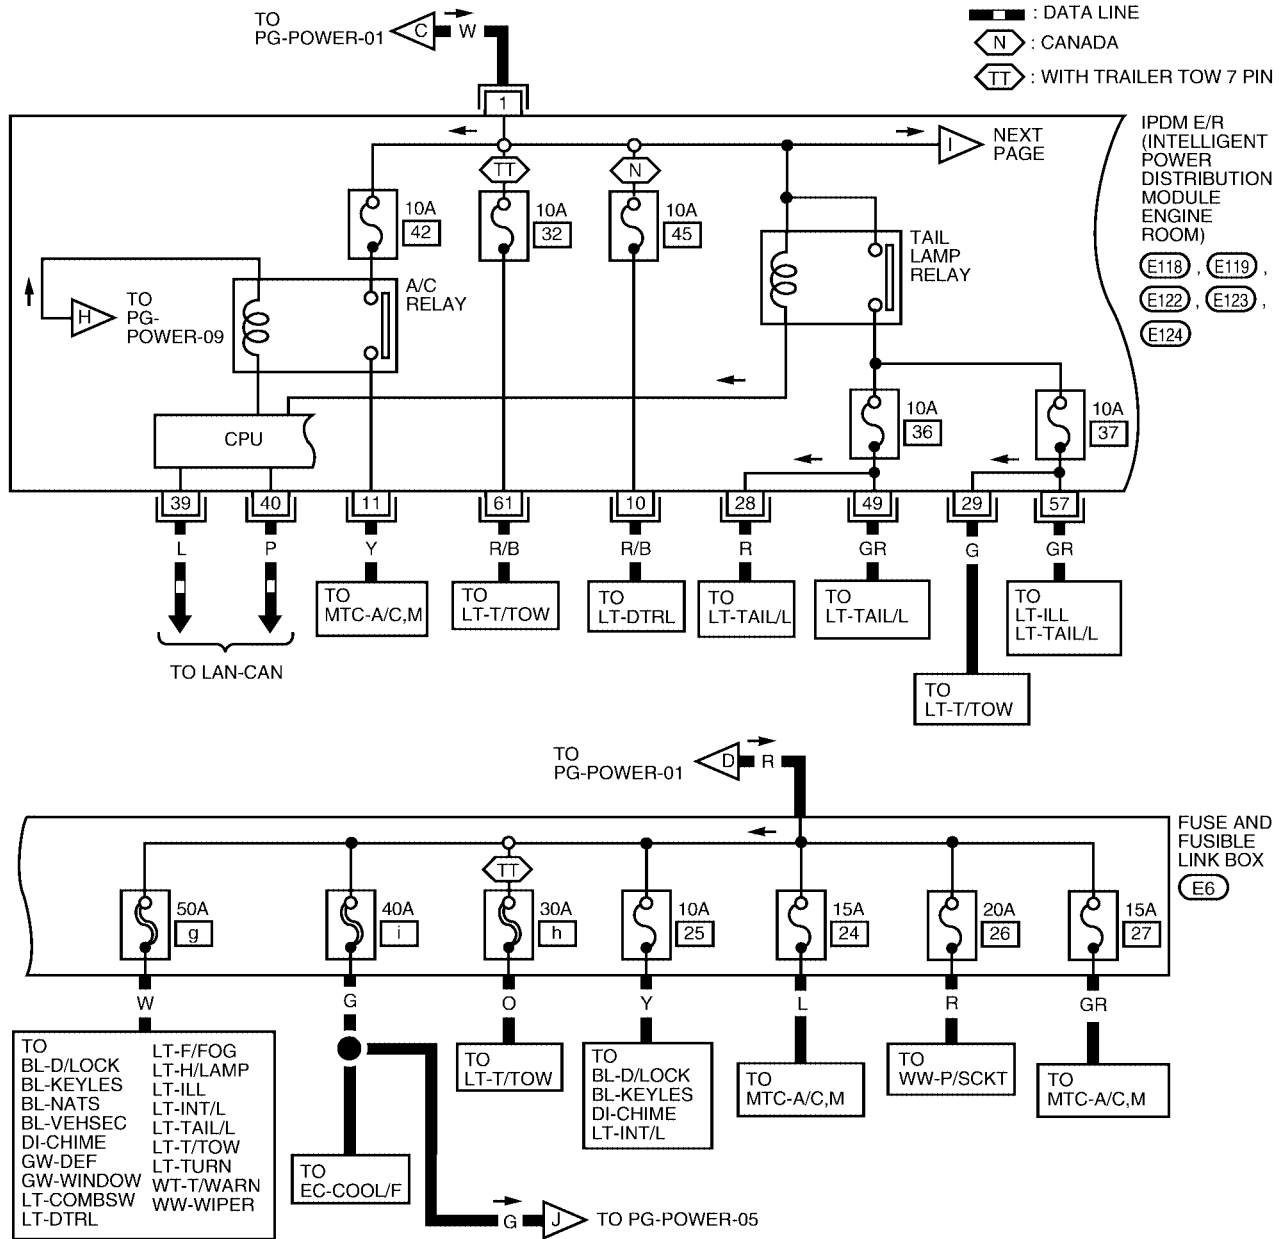 TO
PG-POWER-01
C
W
: DATA LINE
N : CANADA
TT : WITH TRAILER TOW 7 PIN
1
I
NEXT
PAGE
IPDM E/R
(INTELLIGENT
POWER
DISTRIBUTION
MODULE
ENGINE
ROOM)
E118 , E119 ,
E122 , E123 ,
E124
TT
N
10A
42
10A
32
10A
45
TAIL
LAMP
RELAY
A/C
RELAY
H
TO
PG-
POWER-09
CPU
10A
36
10A
37
39
40
11
61
10
28
49
29
57
L
P
Y
R/B
R/B
R
GR
G
GR
TO
MTC-A/C,M
TO
LT-T/TOW
TO
LT-DTRL
TO
LT-TAIL/L
TO
LT-TAIL/L
TO
LT-ILL
LT-TAIL/L
TO LAN-CAN
TO
LT-T/TOW
TO
PG-POWER-01
D
R
FUSE AND
FUSIBLE
LINK BOX
E6
TT
50A
g
40A
i
30A
h
10A
25
15A
24
20A
26
15A
27
W
G
O
Y
L
R
GR
TO
BL-D/LOCK
BL-KEYLES
BL-NATS
BL-VEHSEC
DI-CHIME
GW-DEF
GW-WINDOW
LT-COMBSW
LT-DTRL
LT-F/FOG
LT-H/LAMP
LT-ILL
LT-INT/L
LT-TAIL/L
LT-T/TOW
LT-TURN
WT-T/WARN
WW-WIPER
TO
EC-COOL/F
TO
LT-T/TOW
TO
BL-D/LOCK
BL-KEYLES
DI-CHIME
LT-INT/L
TO
MTC-A/C,M
TO
WW-P/SCKT
TO
MTC-A/C,M
G
J
TO PG-POWER-05